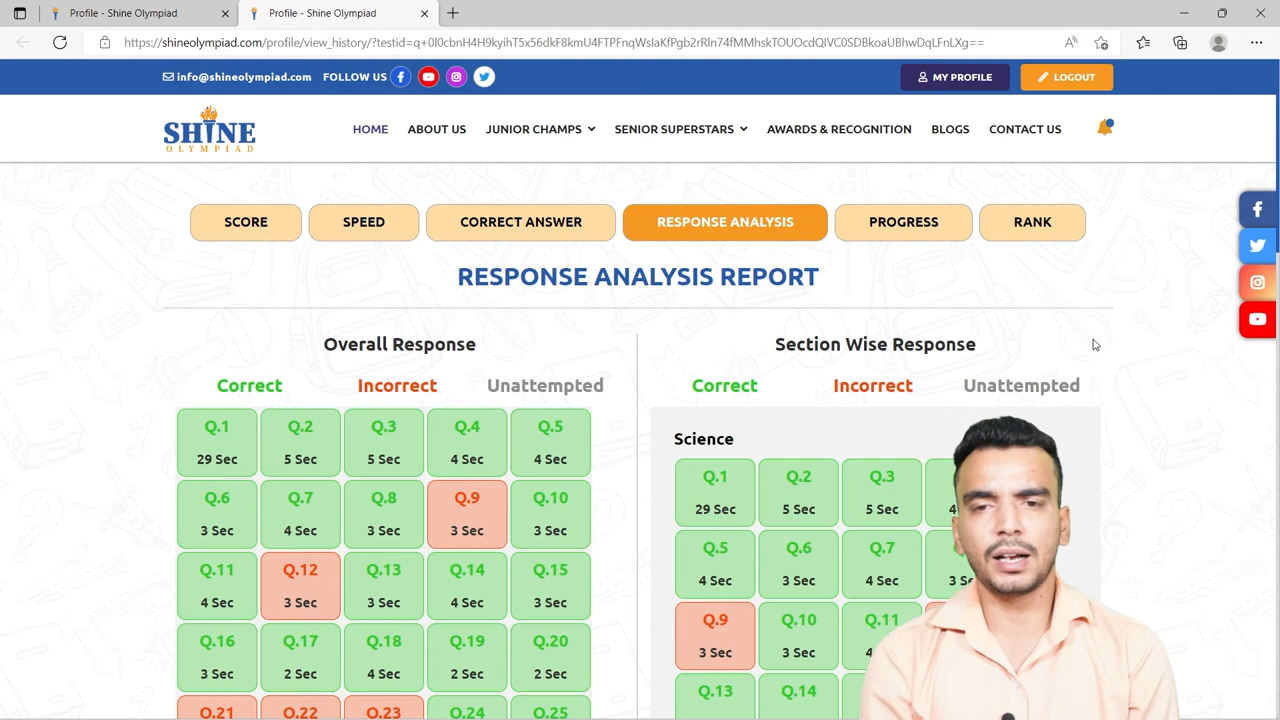 Profile - Shine Olympiad
Profile - Shine Olympiad
https://shineolympiad.com/profile/view_history/?testid=q+0l0cbnH4H9kyihT5x56dkF8kmU4FTPFnqWslaKfPgb2rRln74fMMhskTOUOcdQIVC0SDBkoaUBhwDqLFnLXg==
info@shineolympiad.com FOLLOW US
MY PROFILE
LOGOUT
SHINE
OLYMPIAD
HOME ABOUT US JUNIOR CHAMPS SENIOR SUPERSTARS AWARDS & RECOGNITION BLOGS CONTACT US
SCORE SPEED CORRECT ANSWER RESPONSE ANALYSIS PROGRESS RANK
RESPONSE ANALYSIS REPORT
Overall Response
Correct Incorrect Unattempted
Q.1 Q.2 Q.3 Q.4 Q.5
29 Sec 5 Sec 5 Sec 4 Sec 4 Sec
Q.6 Q.7 Q.8 Q.9 Q.10
3 Sec 4 Sec 3 Sec 3 Sec 3 Sec
Q.11 Q.12 Q.13 Q.14 Q.15
4 Sec 3 Sec 3 Sec 4 Sec 3 Sec
Q.16 Q.17 Q.18 Q.19 Q.20
3 Sec 2 Sec 4 Sec 2 Sec 2 Sec
Q.21 Q.22 Q.23 Q.24 Q.25
Section Wise Response
Correct Incorrect Unattempted
Science
Q.1 Q.2 Q.3
29 Sec 5 Sec 5 Sec 4
Q.5 Q.6 Q.7
4 Sec 3 Sec 4 Sec 3 Se
Q.9 Q.10 Q.11
3 Sec 3 Sec 4
Q.13 Q.14